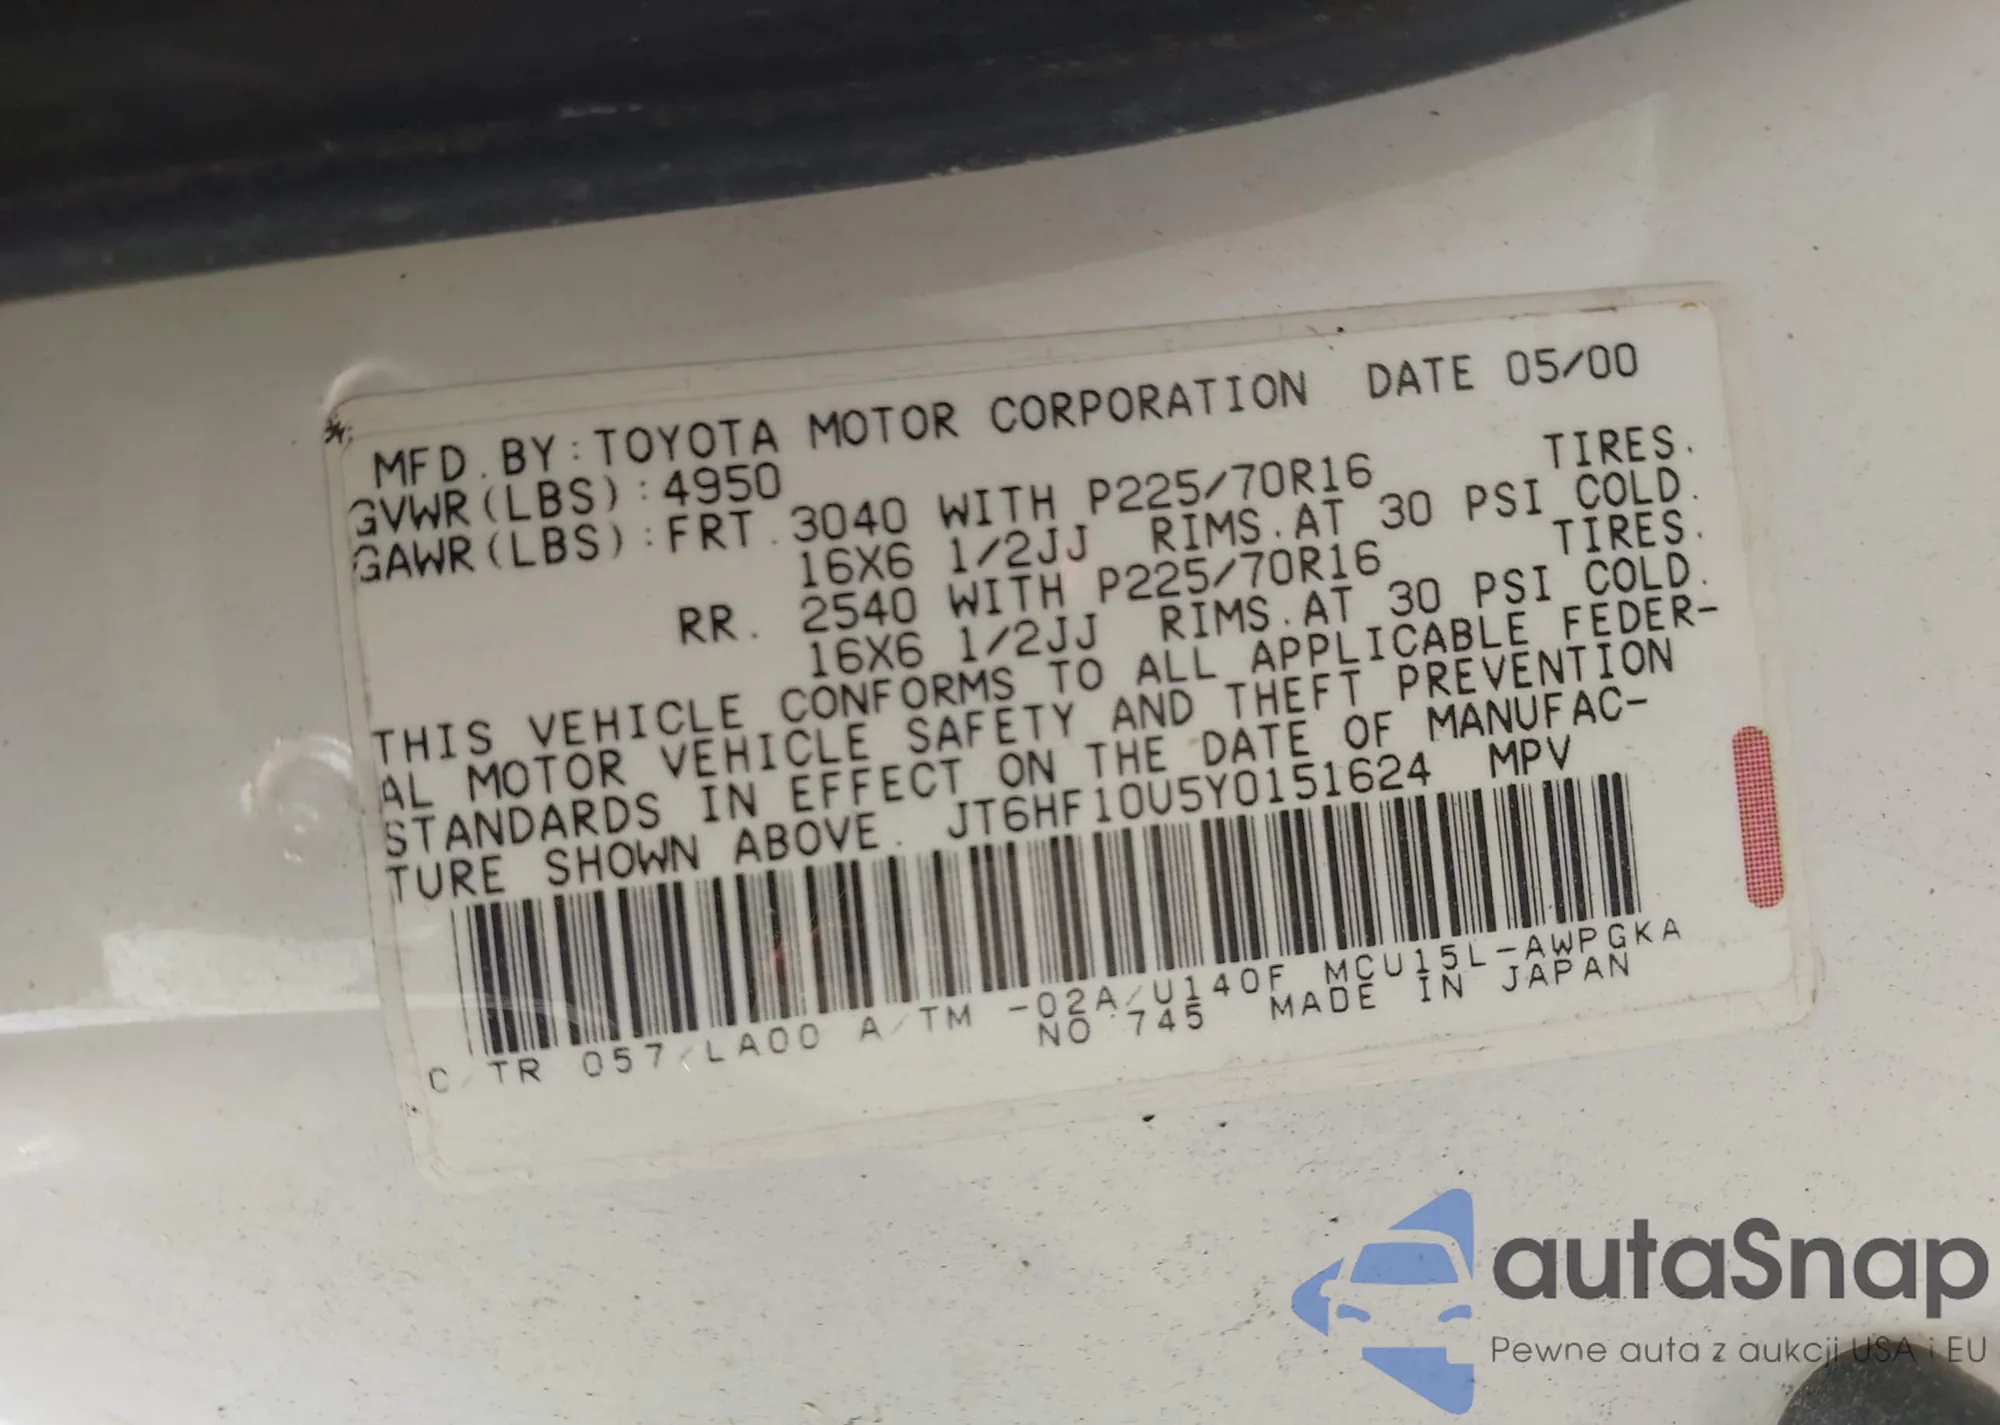 MFD.BY:TOYOTA MOTOR CORPORATION DATE 05/00
GVWR(LBS):4950
GAWR(LBS):FRT.3040 WITH P225/70R16 TIRES.
16X6 1/2JJ RIMS.AT 30 PSI COLD.
RR. 2540 WITH P225/70R16 TIRES.
16X6 1/2JJ RIMS.AT 30 PSI COLD.
THIS VEHICLE CONFORMS TO ALL APPLICABLE FEDER-
AL MOTOR VEHICLE SAFETY AND THEFT PREVENTION
STANDARDS IN EFFECT ON THE DATE OF MANUFAC-
TURE SHOWN ABOVE. JT6HF10U5Y0151624 MPV
C/TR 057/LA00 A/TM -02A/U140F MCU15L-AWPGKA
NO.745 MADE IN JAPAN
autaSnap
Pewne auta z aukcji USA i EU